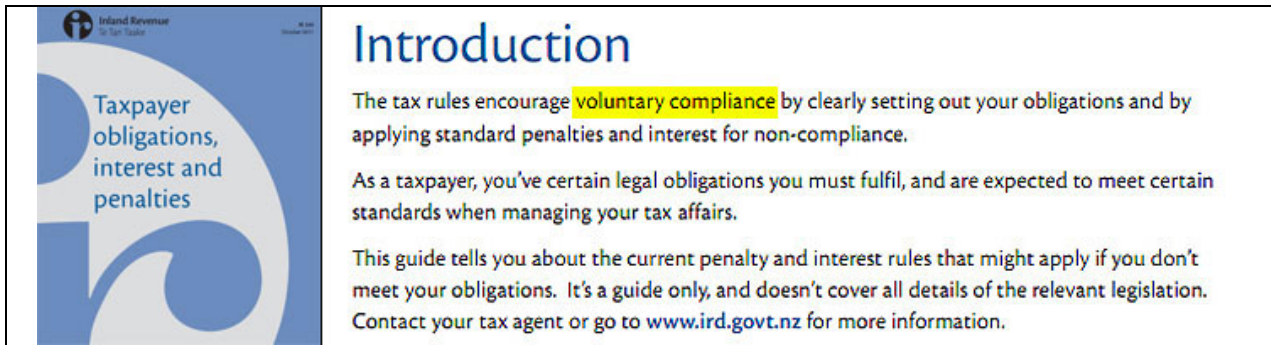 Inland Revenue
Te Tari Taake
October 2011
Taxpayer
obligations,
interest and
penalties
Introduction
The tax rules encourage voluntary compliance by clearly setting out your obligations and by
applying standard penalties and interest for non-compliance.
As a taxpayer, you've certain legal obligations you must fulfil, and are expected to meet certain
standards when managing your tax affairs.
This guide tells you about the current penalty and interest rules that might apply if you don't
meet your obligations. It's a guide only, and doesn't cover all details of the relevant legislation.
Contact your tax agent or go to www.ird.govt.nz for more information.